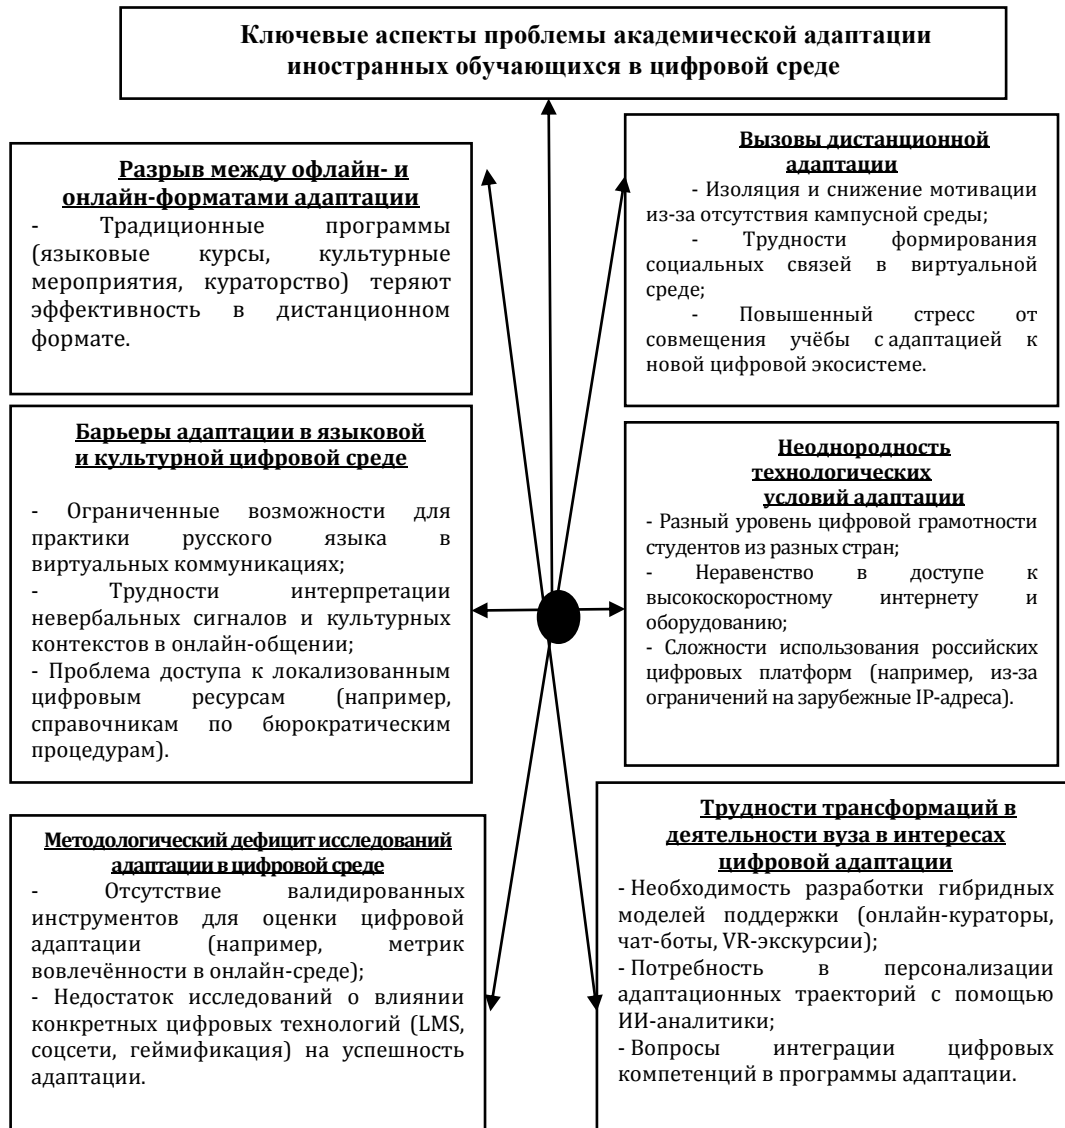 Ключевые аспекты проблемы академической адаптации
иностранных обучающихся в цифровой среде
Разрыв между офлайн- и
онлайн-форматами адаптации
- Традиционные программы
(языковые курсы, культурные
мероприятия, кураторство) теряют
эффективность в дистанционном
формате.
Вызовы дистанционной
адаптации
- Изоляция и снижение мотивации
из-за отсутствия кампусной среды;
- Трудности формирования
социальных связей в виртуальной
среде;
- Повышенный стресс от
совмещения учёбы с адаптацией к
новой цифровой экосистеме.
Барьеры адаптации в языковой
и культурной цифровой среде
- Ограниченные возможности для
практики русского языка в
виртуальных коммуникациях;
- Трудности интерпретации
невербальных сигналов и культурных
контекстов в онлайн-общении;
- Проблема доступа к локализованным
цифровым ресурсам (например,
справочникам по бюрократическим
процедурам).
Неоднородность
технологических
условий адаптации
- Разный уровень цифровой грамотности
студентов из разных стран;
- Неравенство в доступе к
высокоскоростному интернету и
оборудованию;
- Сложности использования российских
цифровых платформ (например, из-за
ограничений на зарубежные IP-адреса).
Методологический дефицит исследований
адаптации в цифровой среде
- Отсутствие валидированных
инструментов для оценки цифровой
адаптации (например, метрик
вовлечённости в онлайн-среде);
- Недостаток исследований о влиянии
конкретных цифровых технологий (LMS,
соцсети, геймификация) на успешность
адаптации.
Трудности трансформаций в
деятельности вуза в интересах
цифровой адаптации
- Необходимость разработки гибридных
моделей поддержки (онлайн-кураторы,
чат-боты, VR-экскурсии);
- Потребность в персонализации
адаптационных траекторий с помощью
ИИ-аналитики;
- Вопросы интеграции цифровых
компетенций в программы адаптации.